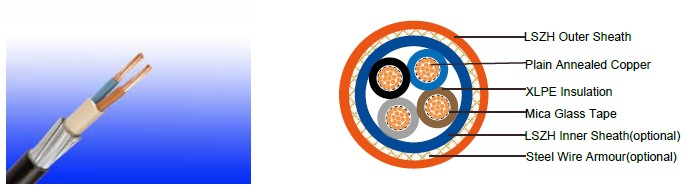 LSZH Outer Sheath
Plain Annealed Copper
XLPE Insulation
Mica Glass Tape
LSZH Inner Sheath(optional)
Steel Wire Armour(optional)